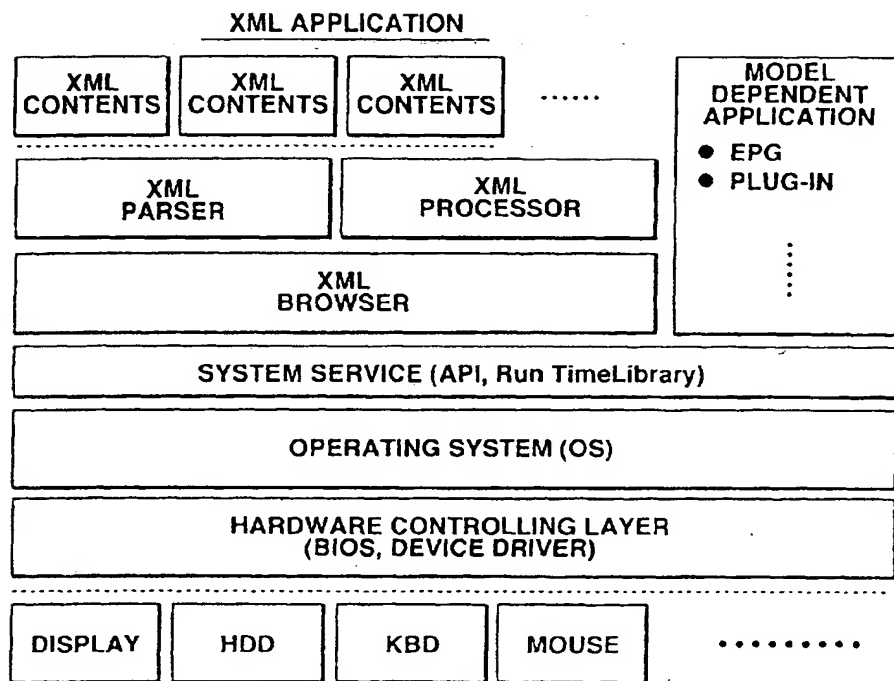 XML APPLICATION
XML
CONTENTS
XML
CONTENTS
XML
CONTENTS
......
MODEL
DEPENDENT
APPLICATION
● EPG
● PLUG-IN
XML
PARSER
XML
PROCESSOR
XML
BROWSER
SYSTEM SERVICE (API, Run TimeLibrary)
OPERATING SYSTEM (OS)
HARDWARE CONTROLLING LAYER
(BIOS, DEVICE DRIVER)
DISPLAY
HDD
KBD
MOUSE
.........